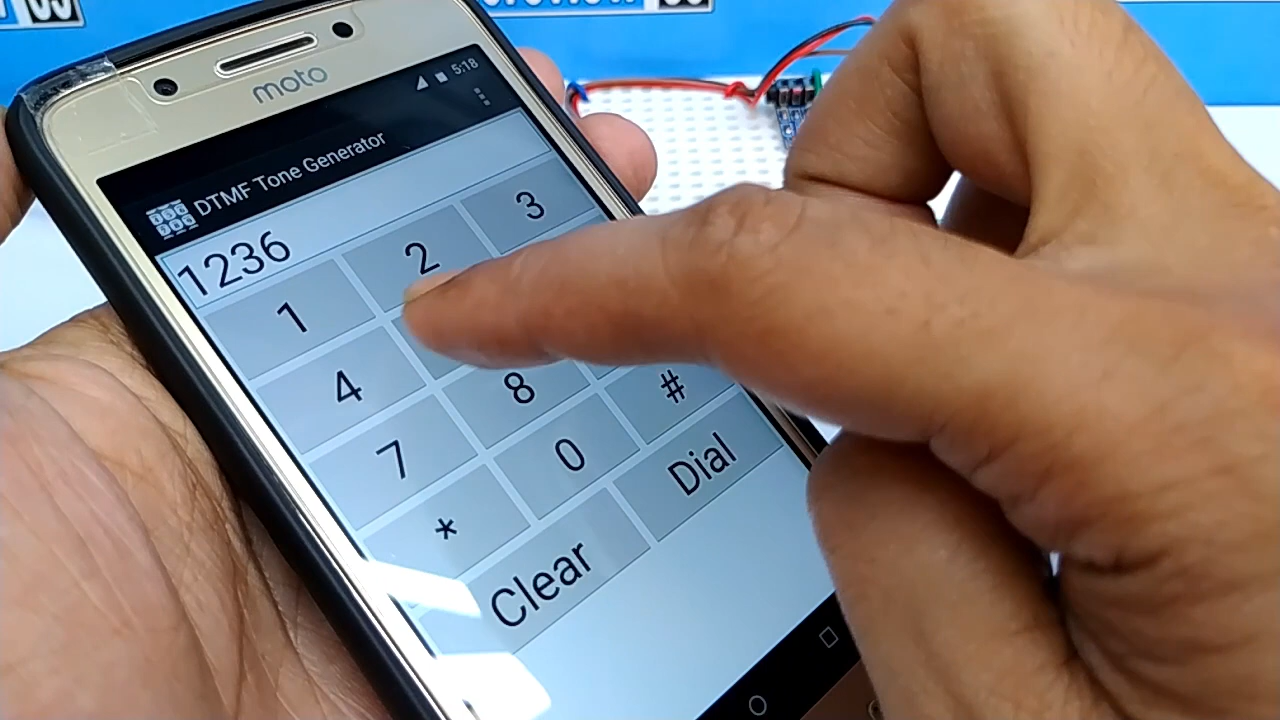 moto
5:18
DTMF Tone Generator
1236
1 2 3
4
7 8 #
* 0
Clear Dial